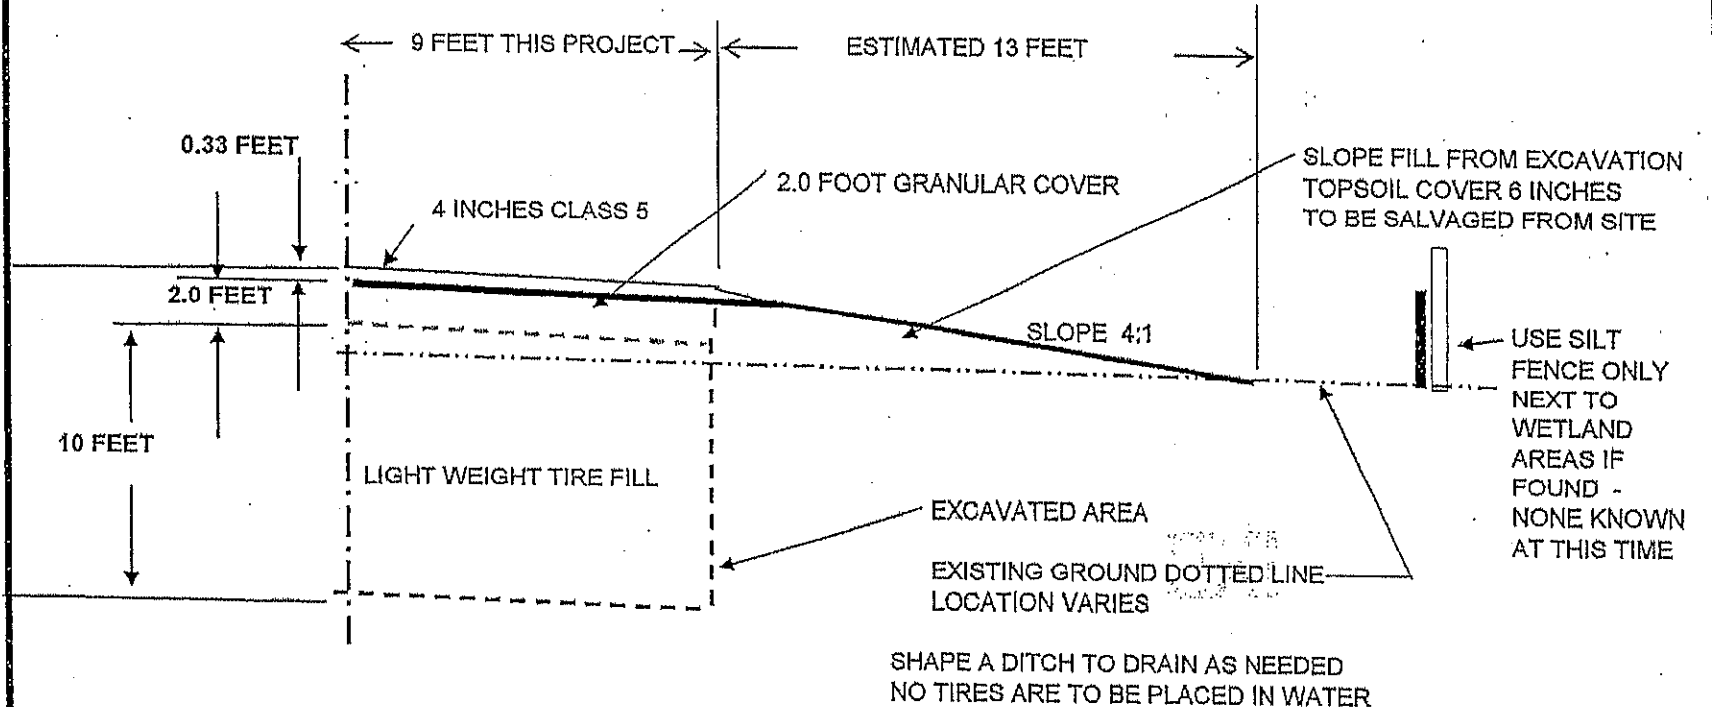 9 FEET THIS PROJECT
ESTIMATED 13 FEET
0.33 FEET
2.0 FOOT GRANULAR COVER
SLOPE FILL FROM EXCAVATION
TOPSOIL COVER 6 INCHES
TO BE SALVAGED FROM SITE
4 INCHES CLASS 5
2.0 FEET
SLOPE 4:1
USE SILT
FENCE ONLY
NEXT TO
WETLAND
AREAS IF
FOUND -
NONE KNOWN
AT THIS TIME
10 FEET
LIGHT WEIGHT TIRE FILL
EXCAVATED AREA
EXISTING GROUND DOTTED LINE
LOCATION VARIES
SHAPE A DITCH TO DRAIN AS NEEDED
NO TIRES ARE TO BE PLACED IN WATER